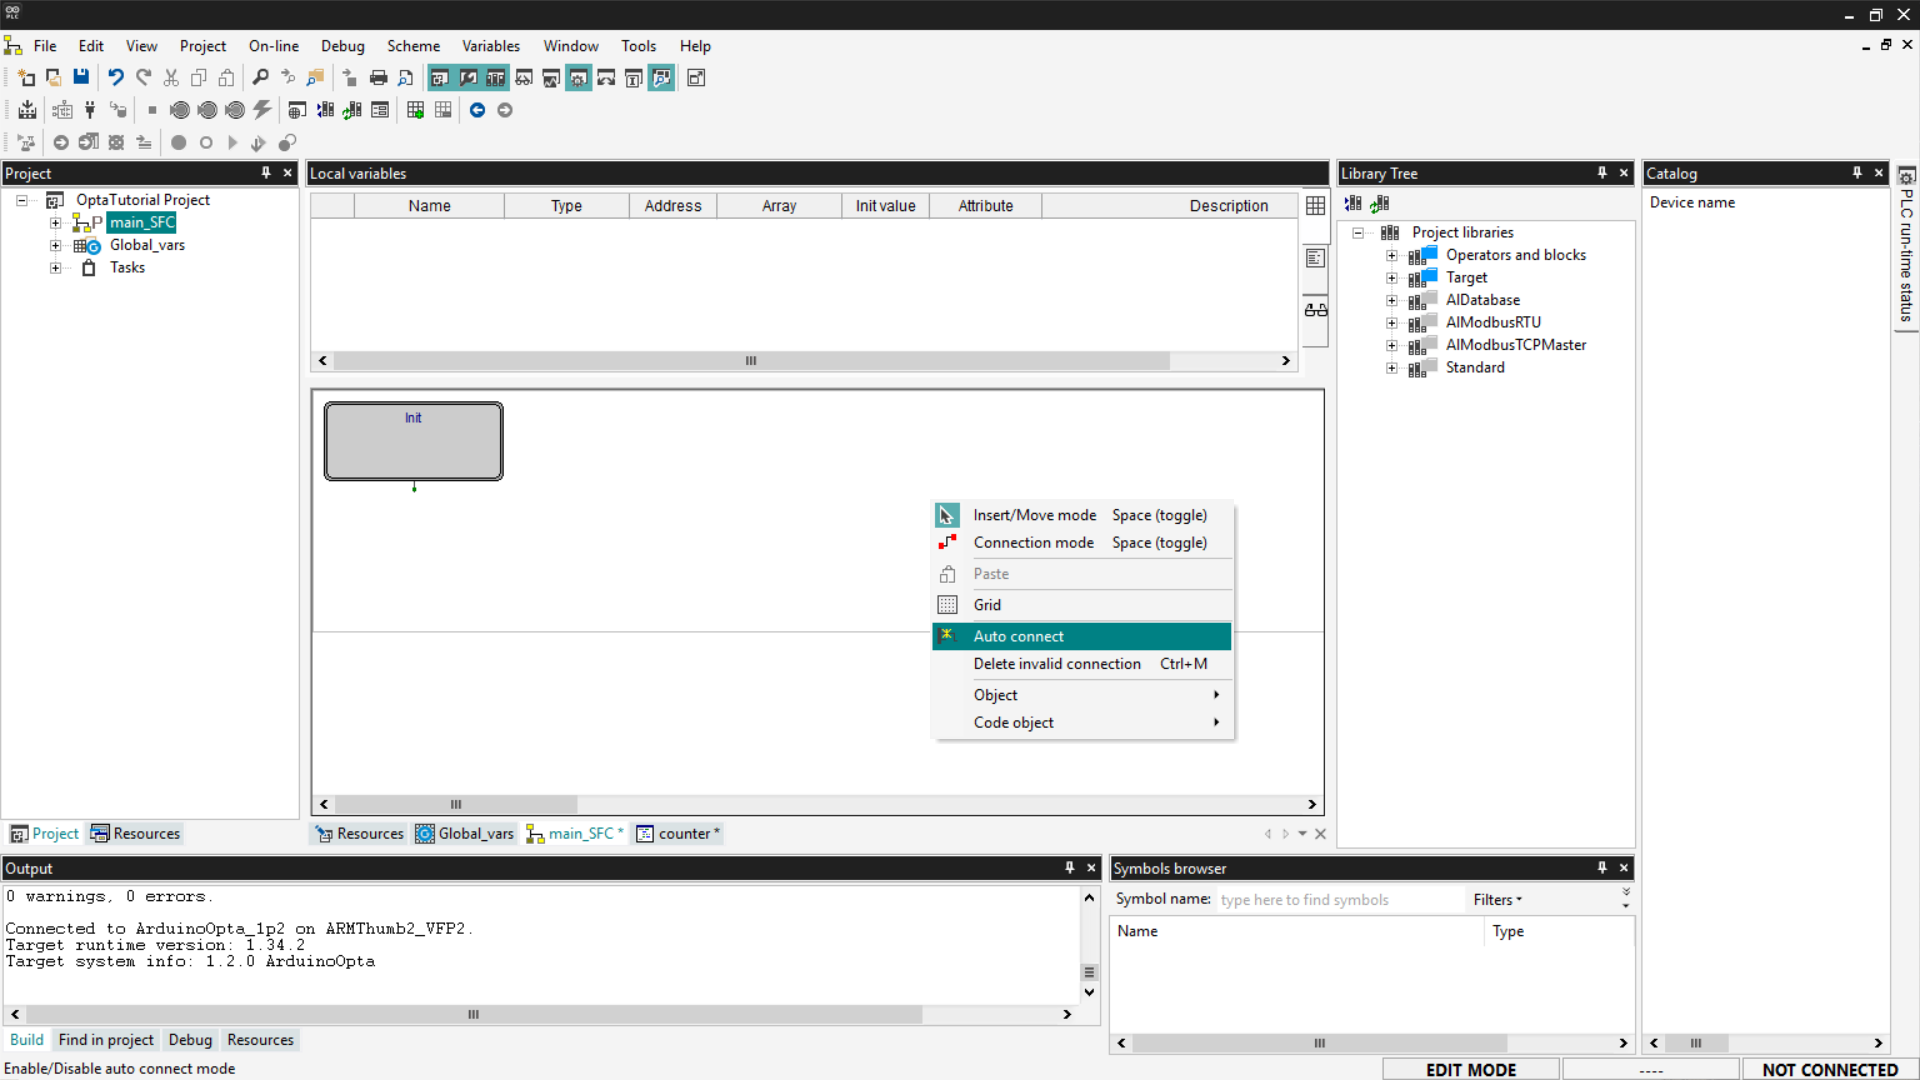 PLC
File Edit View Project On-line Debug Scheme Variables Window Tools Help
Project
OptaTutorial Project
main_SFC
Global_vars
Tasks
Project Resources
Local variables
Name Type Address Array Init value Attribute Description
Init
Insert/Move mode Space (toggle)
Connection mode Space (toggle)
Paste
Grid
Auto connect
Delete invalid connection Ctrl+M
Object
Code object
Resources Global_vars main_SFC * counter *
Library Tree
Project libraries
Operators and blocks
Target
AIDatabase
AIModbusRTU
AIModbusTCPMaster
Standard
Catalog
Device name
PLC run-time status
Output
0 warnings, 0 errors.
Connected to ArduinoOpta_1p2 on ARMThumb2_VFP2.
Target runtime version: 1.34.2
Target system info: 1.2.0 ArduinoOpta
Build Find in project Debug Resources
Symbols browser
Symbol name: type here to find symbols Filters
Name Type
Enable/Disable auto connect mode
EDIT MODE ---- NOT CONNECTED